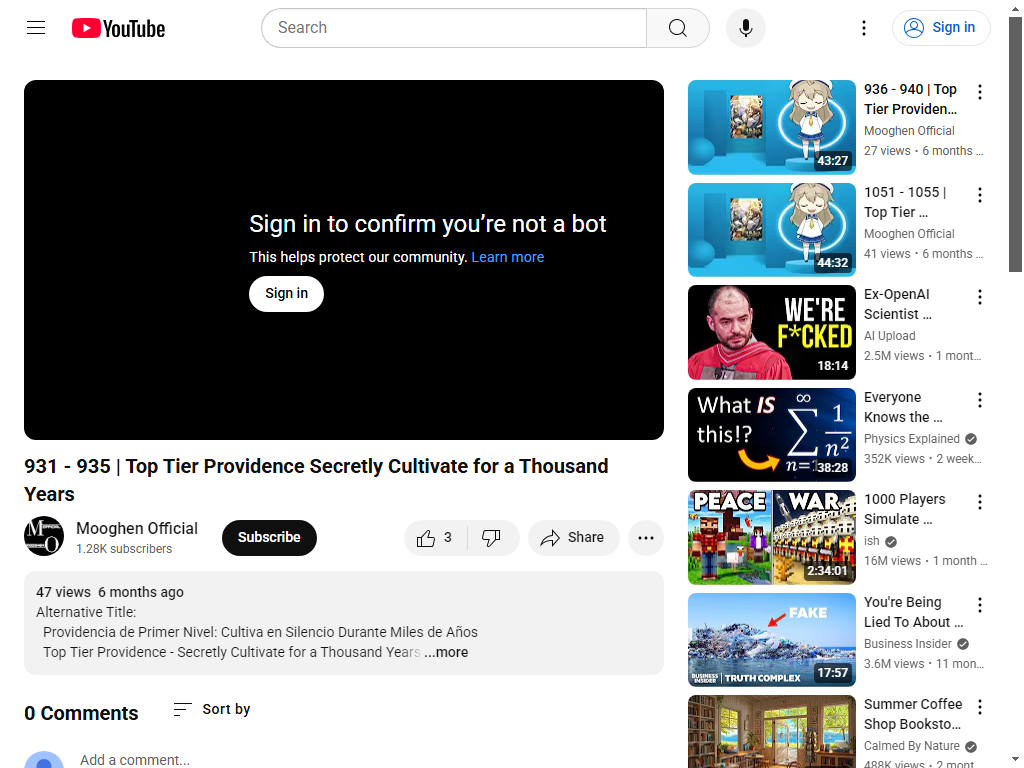 YouTube
Search
Sign in
Sign in to confirm you’re not a bot
This helps protect our community. Learn more
Sign in
931 - 935 | Top Tier Providence Secretly Cultivate for a Thousand
Years
Mooghen Official
1.28K subscribers
Subscribe
3
Share
47 views 6 months ago
Alternative Title:
Providencia de Primer Nivel: Cultiva en Silencio Durante Miles de Años
Top Tier Providence - Secretly Cultivate for a Thousand Years ...more
0 Comments
Sort by
Add a comment...
43:27
936 - 940 | Top
Tier Providen...
Mooghen Official
27 views • 6 months ...
44:32
1051 - 1055 |
Top Tier ...
Mooghen Official
41 views • 6 months ...
WE'RE
F*CKED
18:14
Ex-OpenAI
Scientist ...
AI Upload
2.5M views • 1 mont...
What IS
this!?
∞
∑ 1/n²
n=1
38:28
Everyone
Knows the ...
Physics Explained
352K views • 2 week...
PEACE WAR
2:34:01
1000 Players
Simulate ...
ish
16M views • 1 month ...
FAKE
BUSINESS
INSIDER | TRUTH COMPLEX
17:57
You're Being
Lied To About ...
Business Insider
3.6M views • 11 mon...
Summer Coffee
Shop Booksto...
Calmed By Nature
488K views • 2 mont...